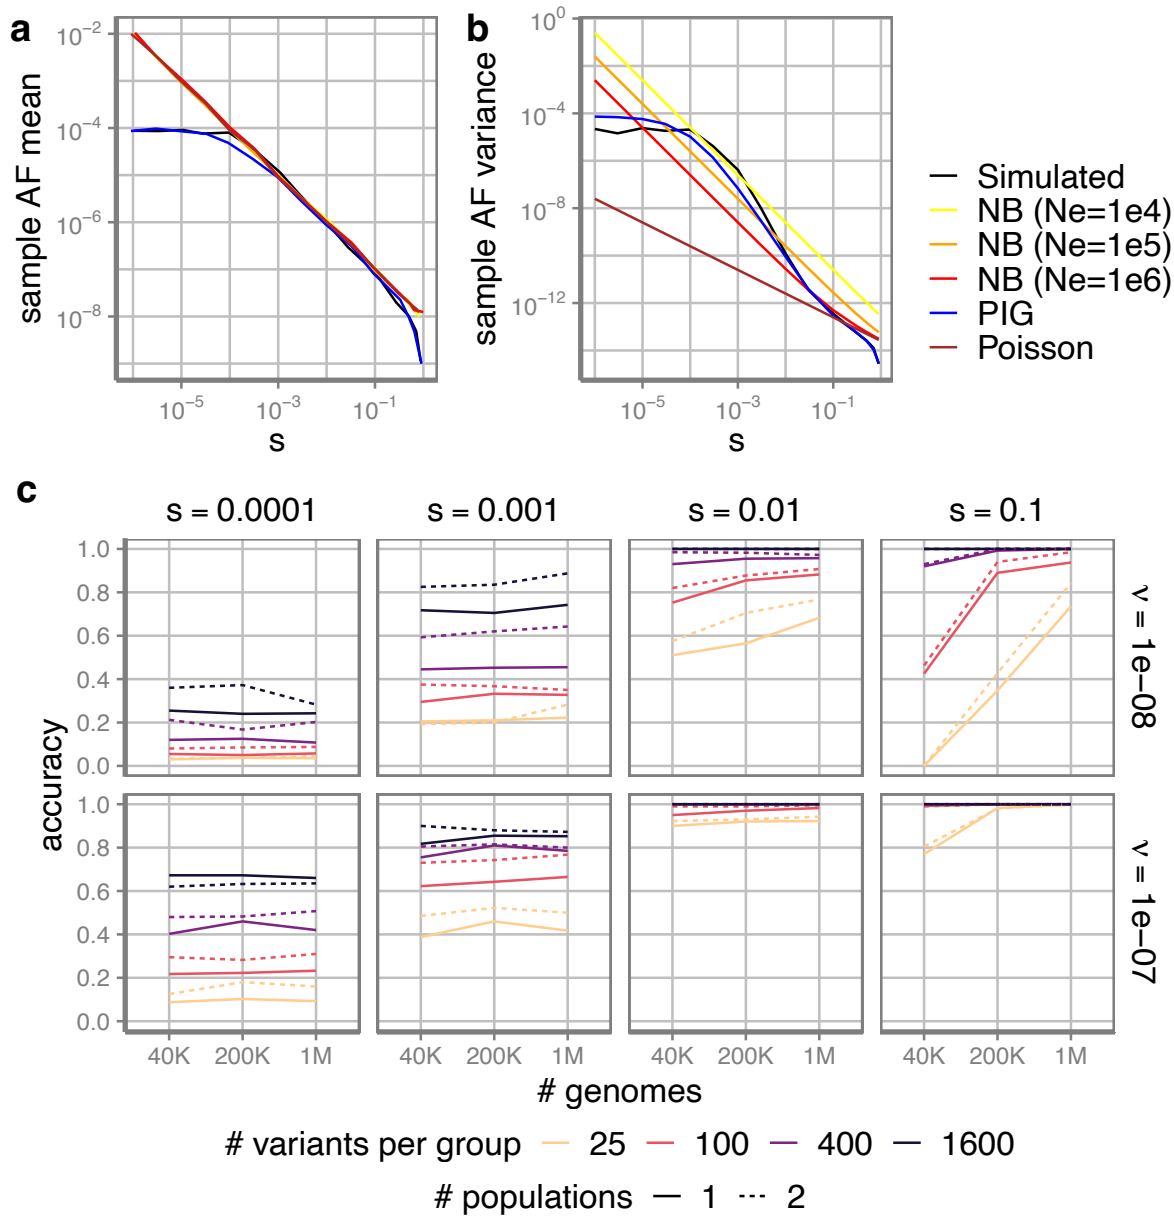 a
sample AF mean
10⁻²
10⁻⁴
10⁻⁶
10⁻⁸
10⁻⁵
10⁻³
10⁻¹
s
b
sample AF variance
10⁰
10⁻⁴
10⁻⁸
10⁻¹²
10⁻⁵
10⁻³
10⁻¹
s
Simulated
NB (Ne=1e4)
NB (Ne=1e5)
NB (Ne=1e6)
PIG
Poisson
c
s = 0.0001
s = 0.001
s = 0.01
s = 0.1
accuracy
1.0
0.8
0.6
0.4
0.2
0.0
ν = 1e−08
1.0
0.8
0.6
0.4
0.2
0.0
ν = 1e−07
40K 200K 1M
40K 200K 1M
40K 200K 1M
40K 200K 1M
# genomes
# variants per group 25 100 400 1600
# populations 1 2